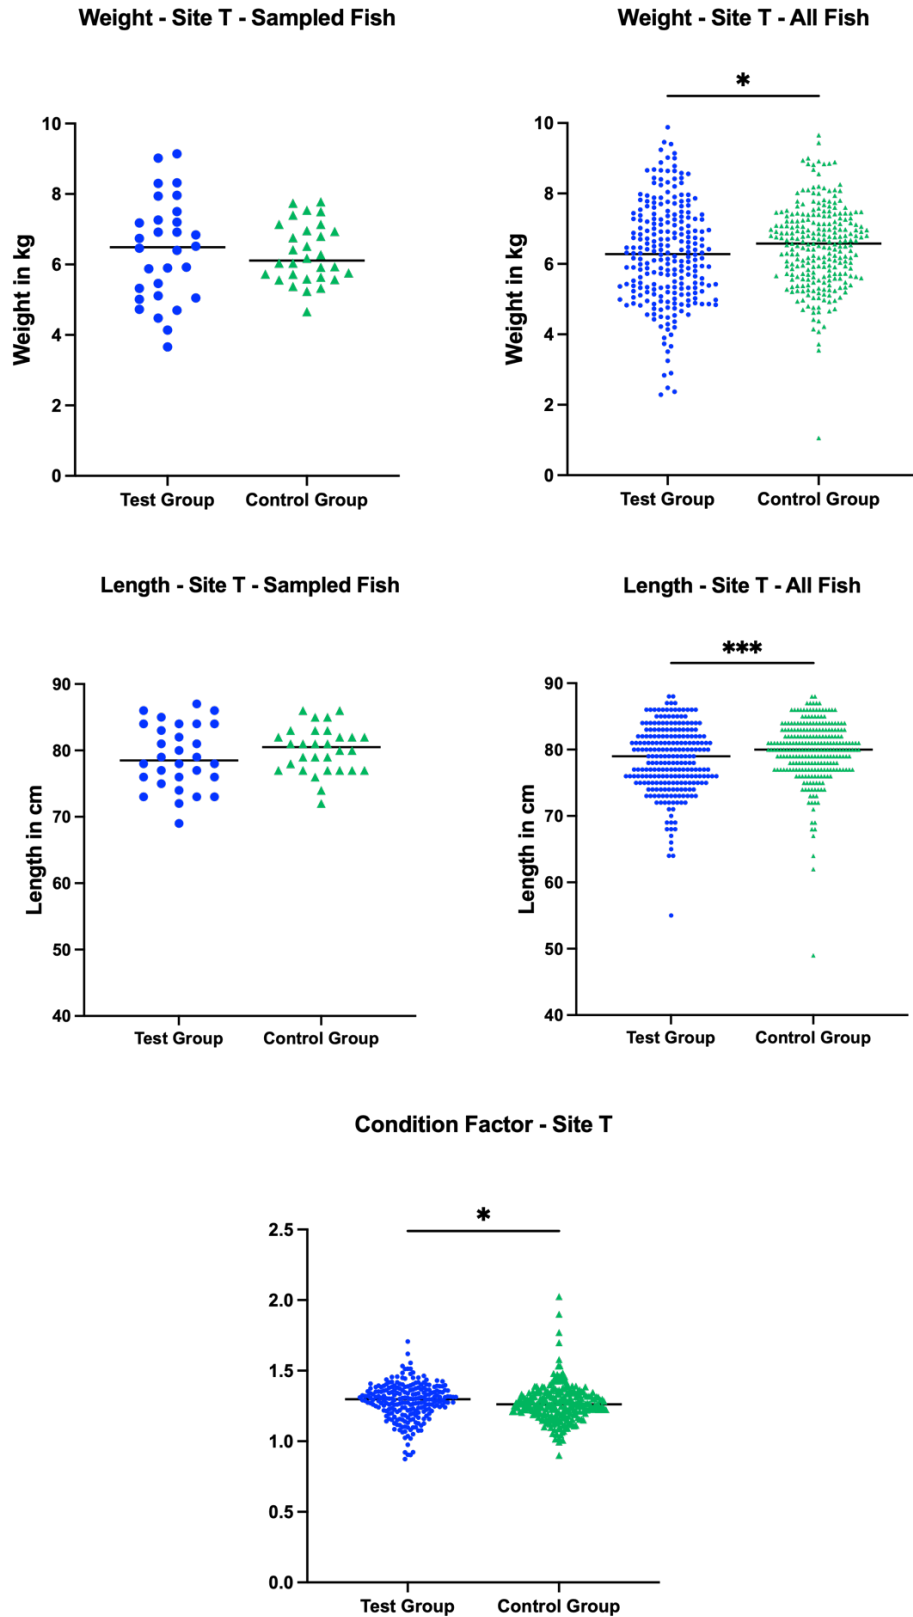 Weight - Site T - Sampled Fish
Weight in kg
10
8
6
4
2
0
Test Group
Control Group
Weight - Site T - All Fish
*
Weight in kg
10
8
6
4
2
0
Test Group
Control Group
Length - Site T - Sampled Fish
Length in cm
90
80
70
60
50
40
Test Group
Control Group
Length - Site T - All Fish
***
Length in cm
90
80
70
60
50
40
Test Group
Control Group
Condition Factor - Site T
*
2.5
2.0
1.5
1.0
0.5
0.0
Test Group
Control Group